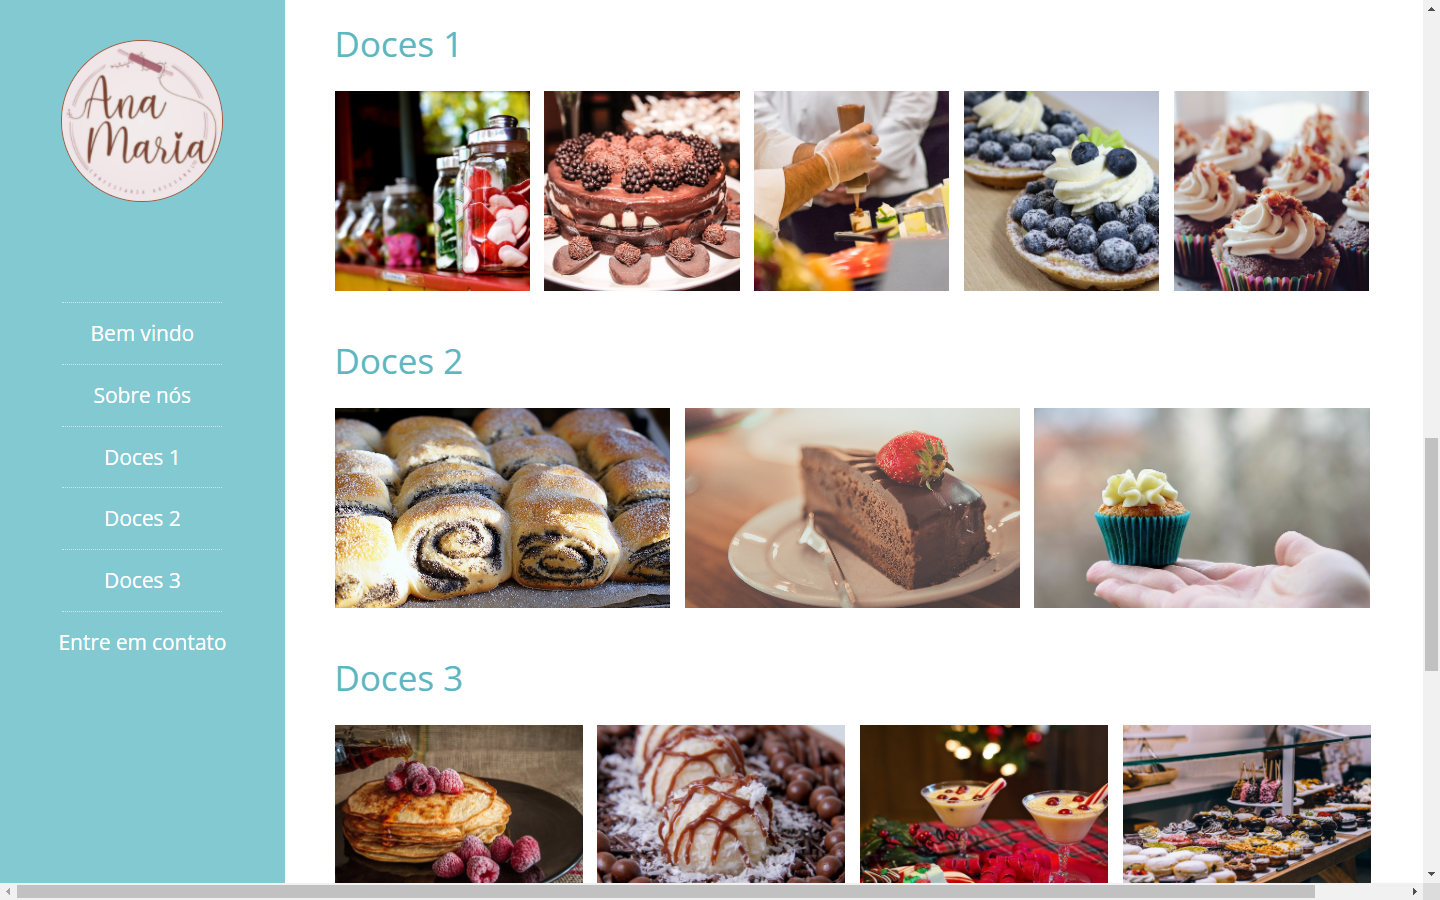 Ana
Maria
Bem vindo
Sobre nós
Doces 1
Doces 2
Doces 3
Entre em contato
Doces 1
Doces 2
Doces 3